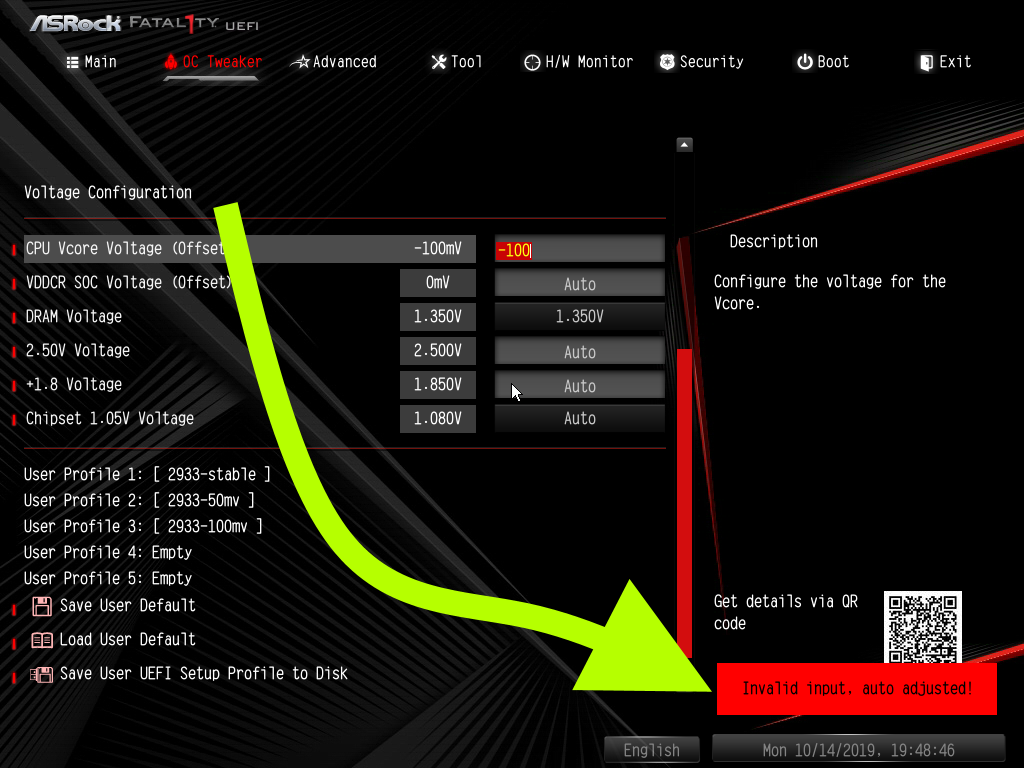 ASRock FATAL1TY UEFI
Main OC Tweaker Advanced Tool H/W Monitor Security Boot Exit
Voltage Configuration
CPU Vcore Voltage (Offset -100mV -100
VDDCR SOC Voltage (Offset) 0mV Auto
DRAM Voltage 1.350V 1.350V
2.50V Voltage 2.500V Auto
+1.8 Voltage 1.850V Auto
Chipset 1.05V Voltage 1.080V Auto
User Profile 1: [ 2933-stable ]
User Profile 2: [ 2933-50mv ]
User Profile 3: [ 2933-100mv ]
User Profile 4: Empty
User Profile 5: Empty
Save User Default
Load User Default
Save User UEFI Setup Profile to Disk
Description
Configure the voltage for the
Vcore.
Get details via QR
code
Invalid input, auto adjusted!
English
Mon 10/14/2019, 19:48:46